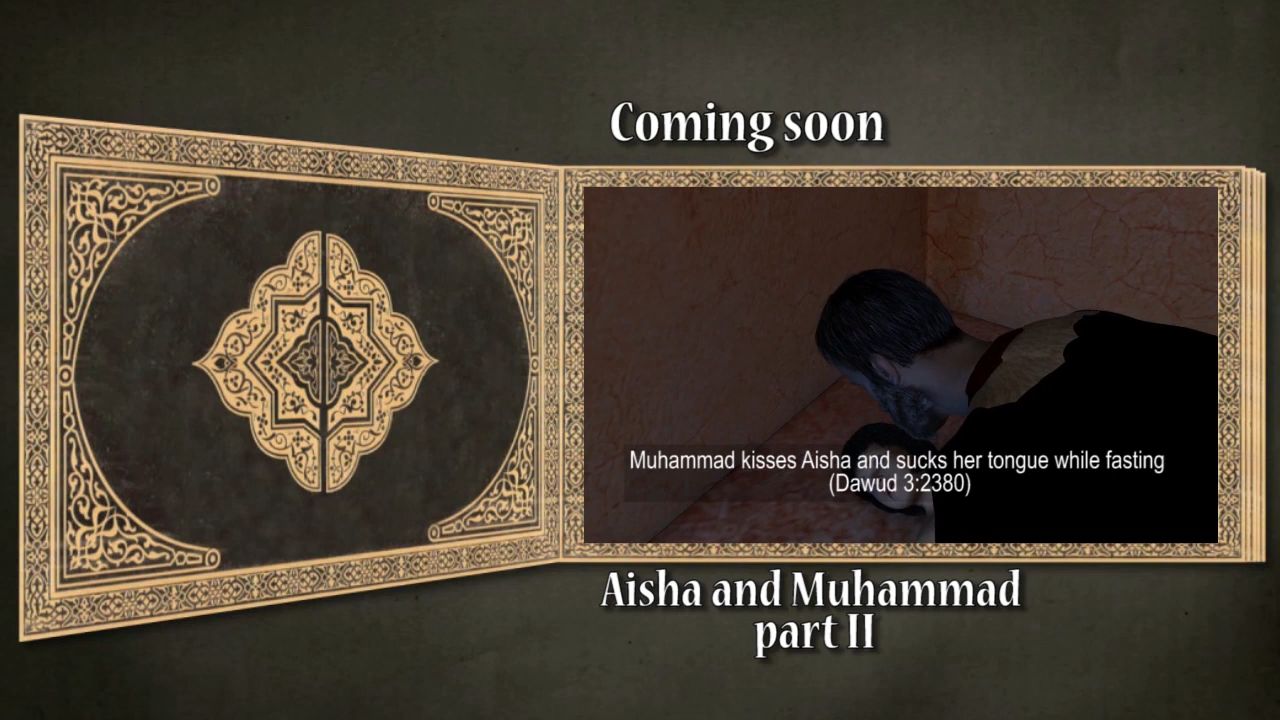 Coming soon
Muhammad kisses Aisha and sucks her tongue while fasting
(Dawud 3:2380)
Aisha and Muhammad
part II